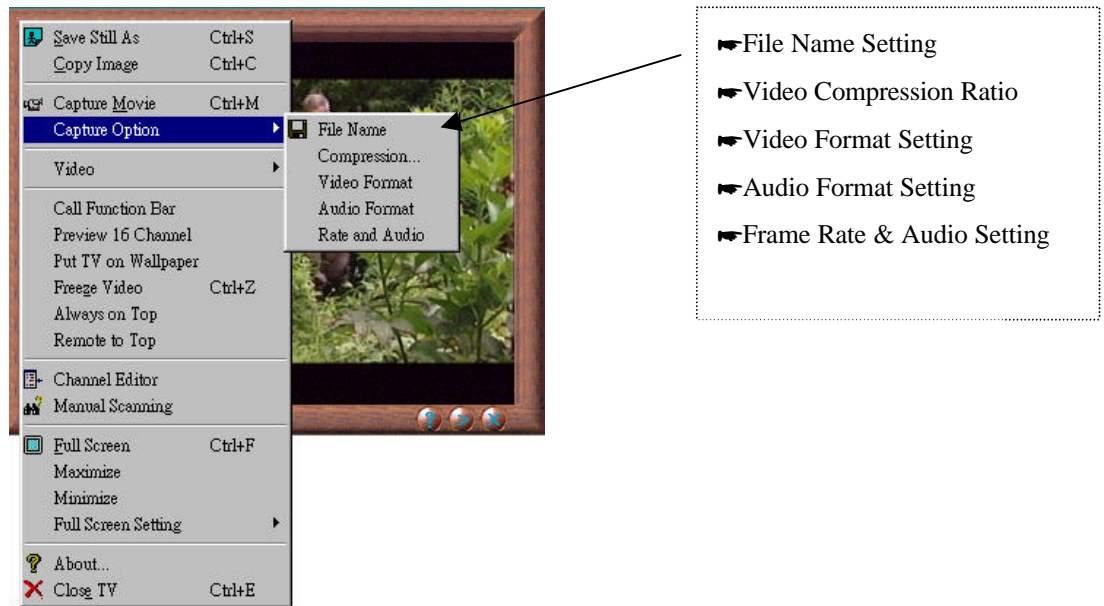 Save Still As Ctrl+S
Copy Image Ctrl+C
Capture Movie Ctrl+M
Capture Option
Video
Call Function Bar
Preview 16 Channel
Put TV on Wallpaper
Freeze Video Ctrl+Z
Always on Top
Remote to Top
Channel Editor
Manual Scanning
Full Screen Ctrl+F
Maximize
Minimize
Full Screen Setting
About...
Close TV Ctrl+E
File Name
Compression...
Video Format
Audio Format
Rate and Audio
☛File Name Setting
☛Video Compression Ratio
☛Video Format Setting
☛Audio Format Setting
☛Frame Rate & Audio Setting